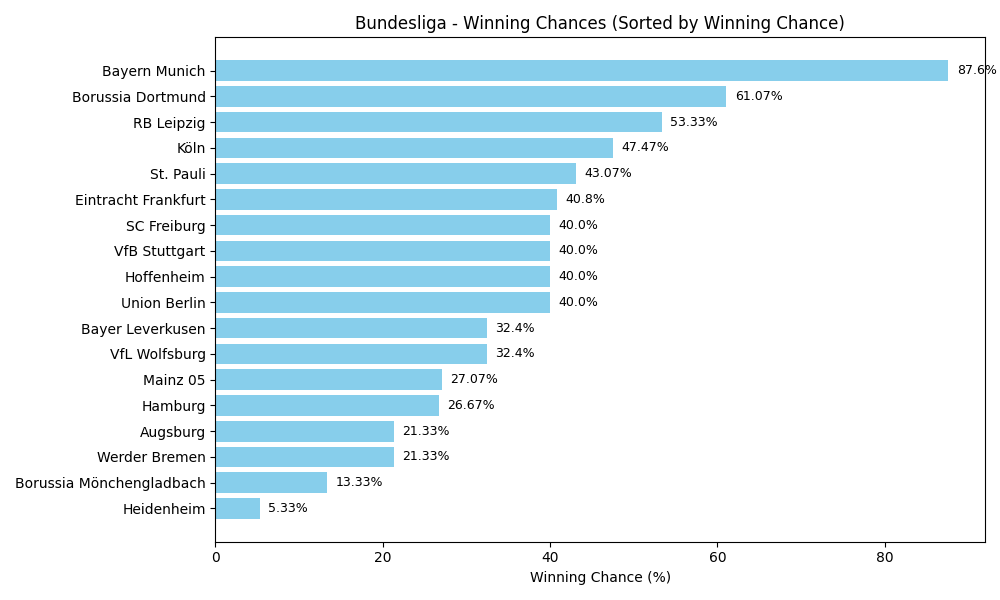 Bundesliga - Winning Chances (Sorted by Winning Chance)
Bayern Munich 87.6%
Borussia Dortmund 61.07%
RB Leipzig 53.33%
Köln 47.47%
St. Pauli 43.07%
Eintracht Frankfurt 40.8%
SC Freiburg 40.0%
VfB Stuttgart 40.0%
Hoffenheim 40.0%
Union Berlin 40.0%
Bayer Leverkusen 32.4%
VfL Wolfsburg 32.4%
Mainz 05 27.07%
Hamburg 26.67%
Augsburg 21.33%
Werder Bremen 21.33%
Borussia Mönchengladbach 13.33%
Heidenheim 5.33%
0 20 40 60 80
Winning Chance (%)